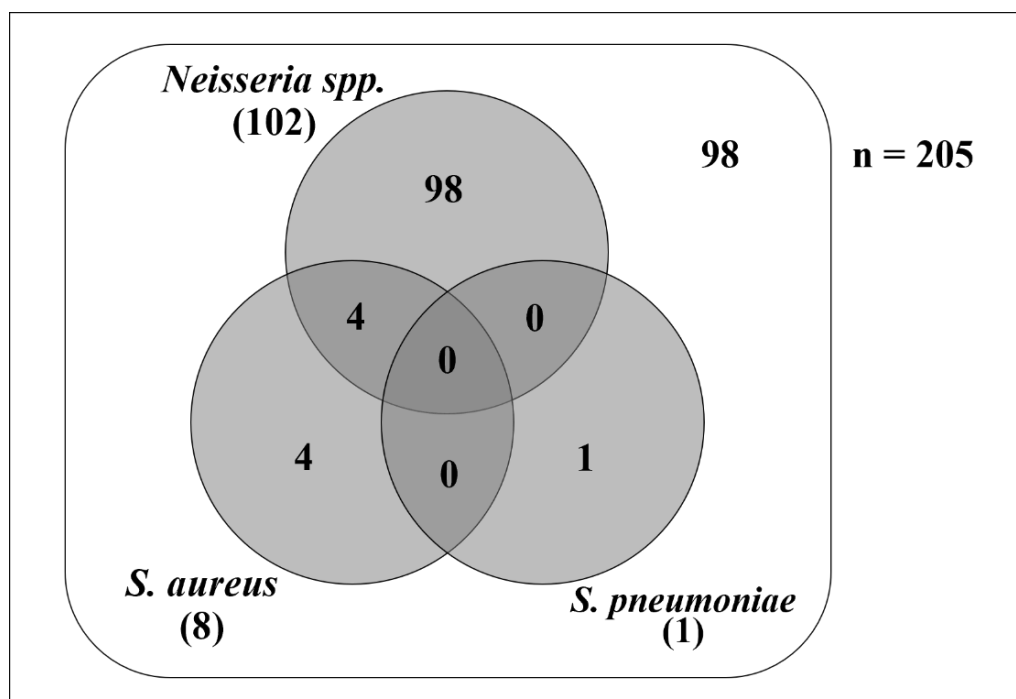 Neisseria spp.
(102)
98
n = 205
98
4
0
0
4
0
1
S. aureus
(8)
S. pneumoniae
(1)